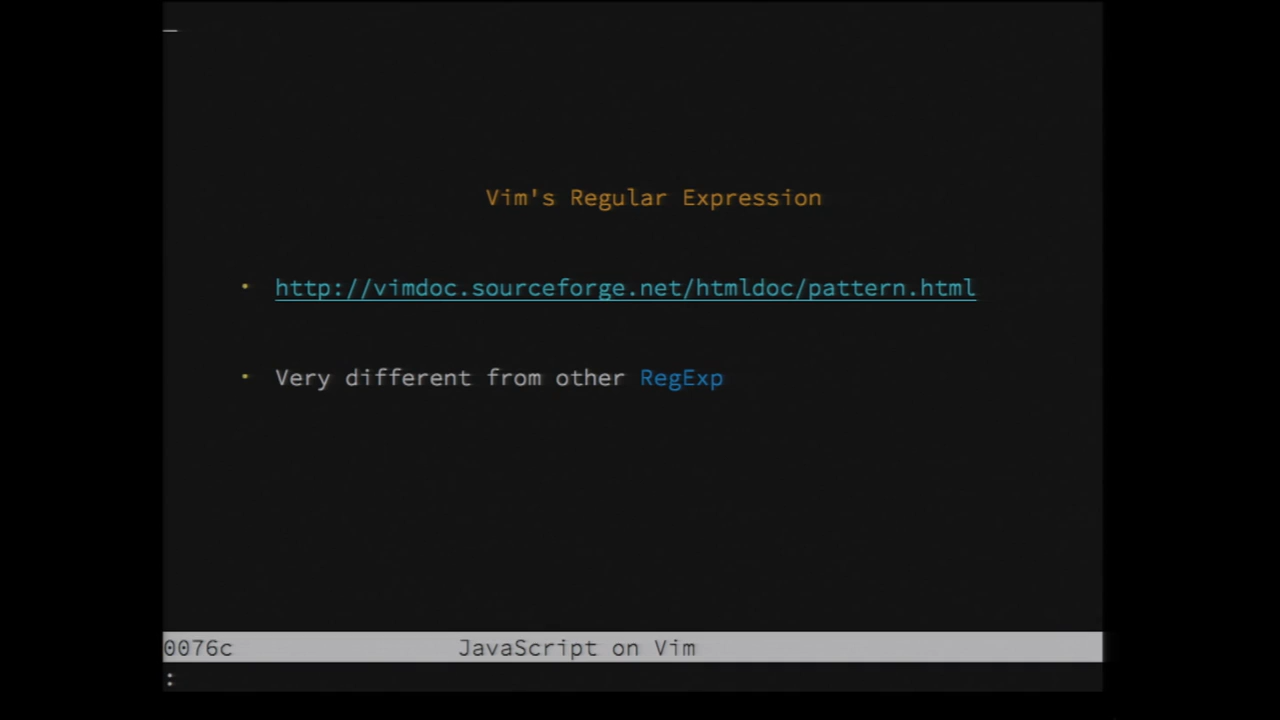 Vim's Regular Expression
• http://vimdoc.sourceforge.net/htmldoc/pattern.html
• Very different from other RegExp
0076c JavaScript on Vim
: